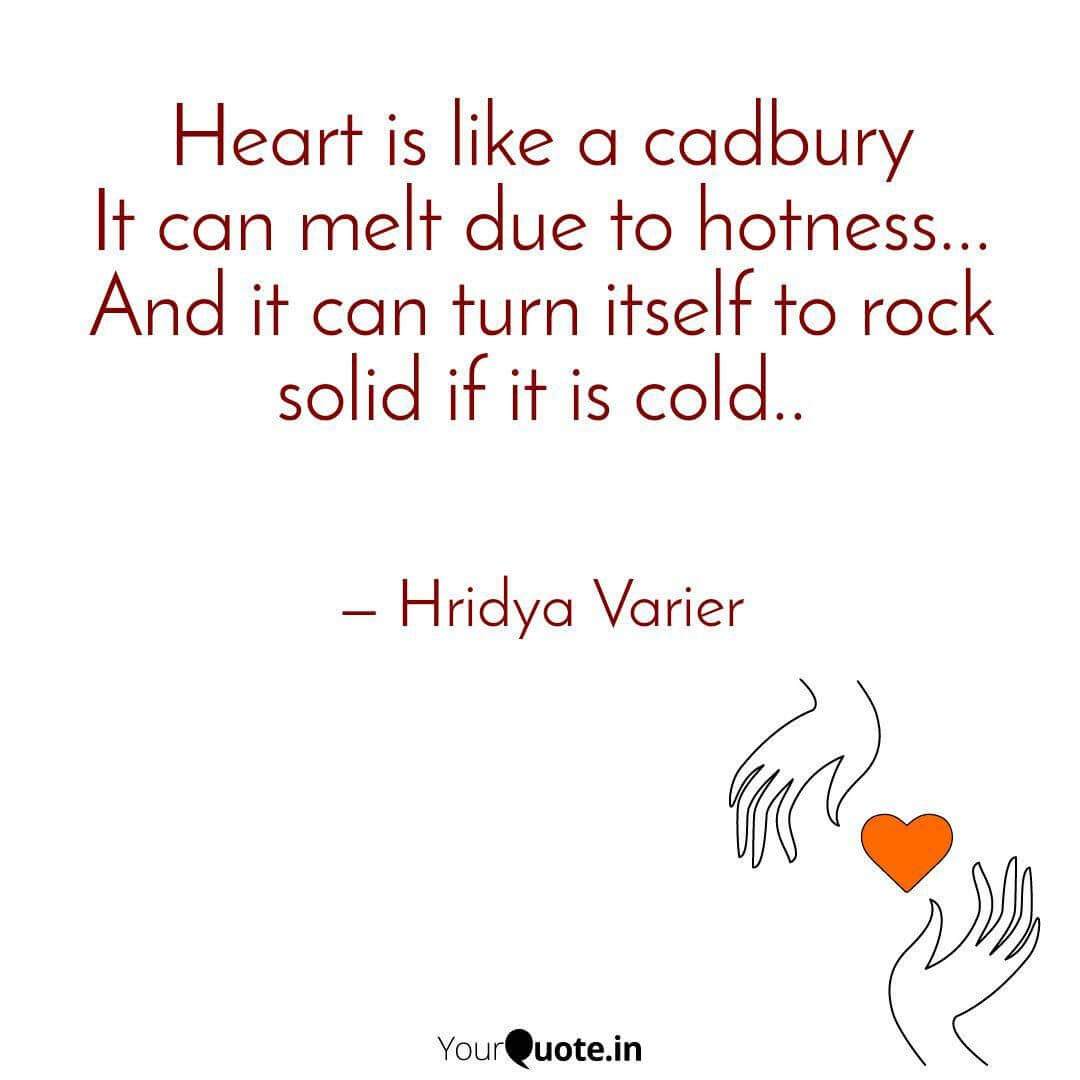 Heart is like a cadbury
It can melt due to hotness...
And it can turn itself to rock
solid if it is cold..
– Hridya Varier
YourQuote.in